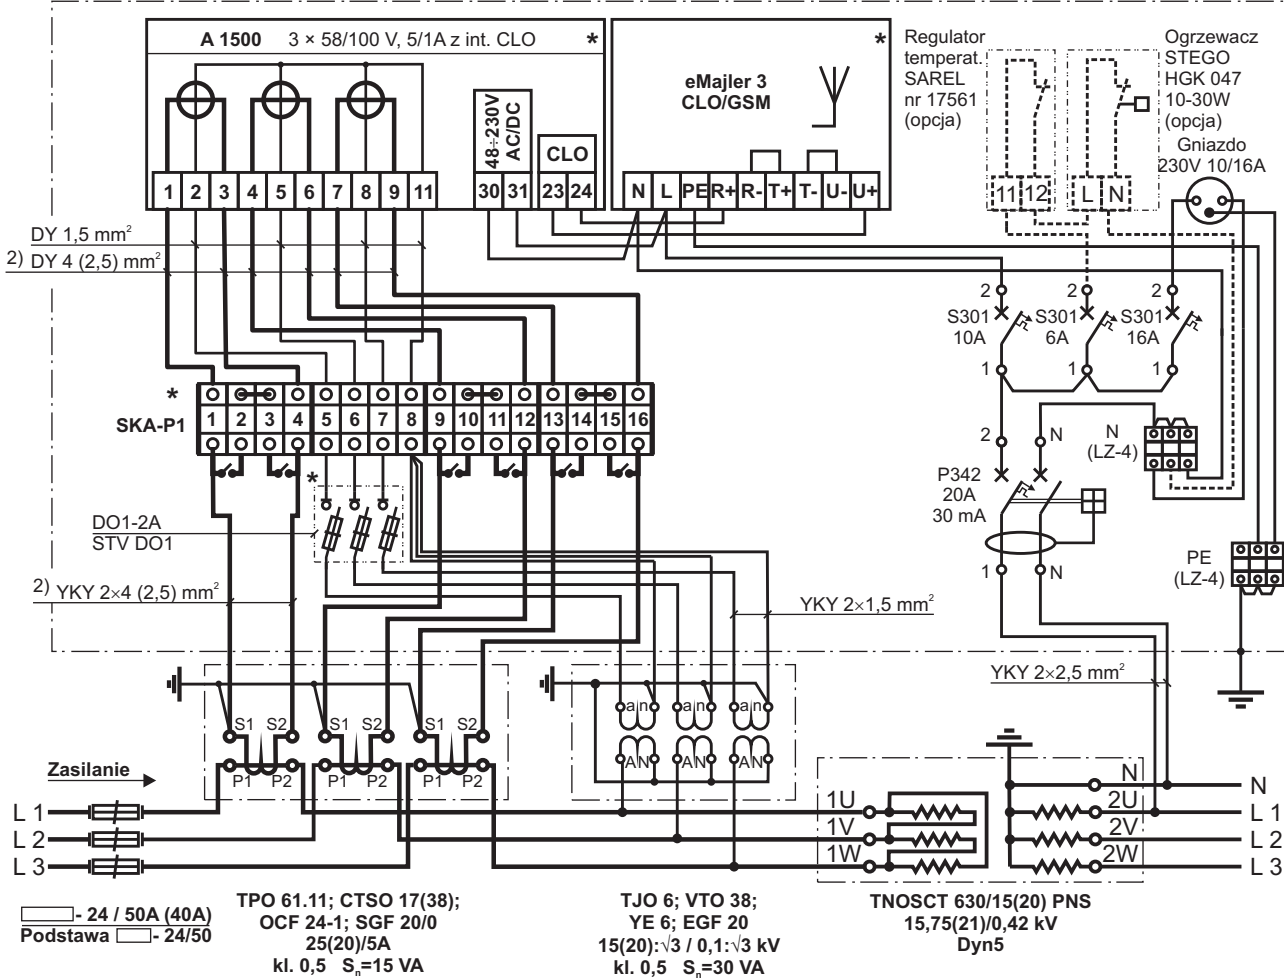 A 1500 3 × 58/100 V, 5/1A z int. CLO *
1 2 3 4 5 6 7 8 9 11
48÷230V
AC/DC
30 31
CLO
23 24
*
eMajler 3
CLO/GSM
N L PE R+ R- T+ T- U- U+
Regulator
temperat.
SAREL
nr 17561
(opcja)
11 12
L N
Ogrzewacz
STEGO
HGK 047
10-30W
(opcja)
Gniazdo
230V 10/16A
DY 1,5 mm²
2) DY 4 (2,5) mm²
2 2 2
S301
10A
S301
6A
S301
16A
1 1 1
*
SKA-P1
1 2 3 4 5 6 7 8 9 10 11 12 13 14 15 16
2 N
N
(LZ-4)
P342
20A
30 mA
1 N
PE
(LZ-4)
*
DO1-2A
STV DO1
2) YKY 2×4 (2,5) mm²
YKY 2×1,5 mm²
YKY 2×2,5 mm²
S1 S2 S1 S2 S1 S2
P1 P2 P1 P2 P1 P2
a n a n a n
A N A N A N
Zasilanie
L 1
L 2
L 3
1U
1V
1W
N
2U
2V
2W
N
L 1
L 2
L 3
- 24 / 50A (40A)
Podstawa - 24/50
TPO 61.11; CTSO 17(38);
OCF 24-1; SGF 20/0
25(20)/5A
kl. 0,5 Sₙ=15 VA
TJO 6; VTO 38;
YE 6; EGF 20
15(20):√3 / 0,1:√3 kV
kl. 0,5 Sₙ=30 VA
TNOSCT 630/15(20) PNS
15,75(21)/0,42 kV
Dyn5